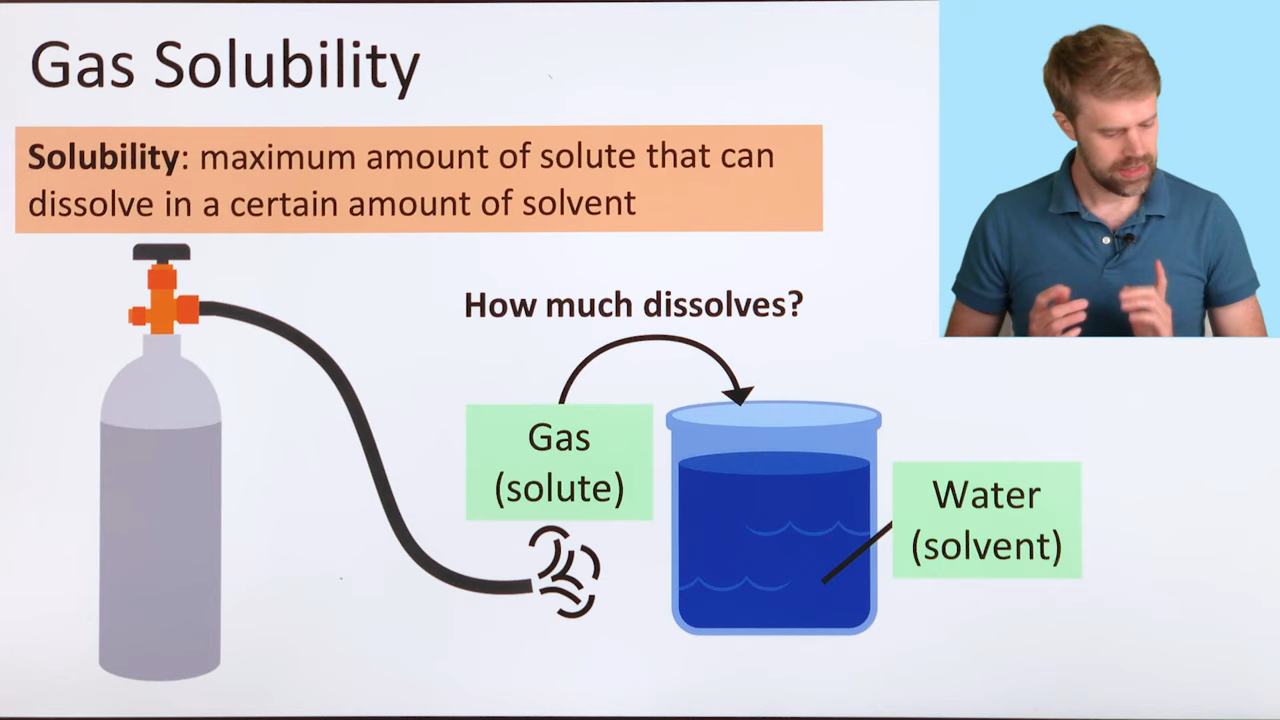 Gas Solubility
Solubility: maximum amount of solute that can
dissolve in a certain amount of solvent
How much dissolves?
Gas
(solute)
Water
(solvent)